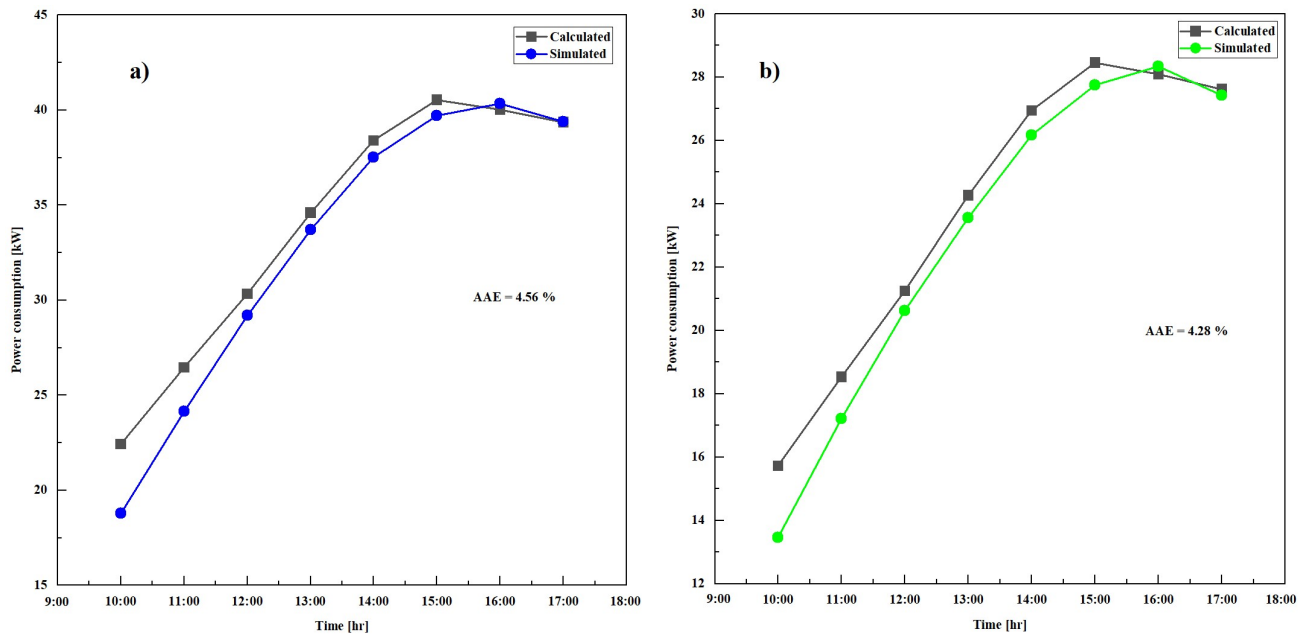 a)
Calculated
Simulated
45
40
35
30
25
20
15
Power consumption [kW]
AAE = 4.56 %
9:00 10:00 11:00 12:00 13:00 14:00 15:00 16:00 17:00 18:00
Time [hr]
b)
Calculated
Simulated
30
28
26
24
22
20
18
16
14
12
Power consumption [kW]
AAE = 4.28 %
9:00 10:00 11:00 12:00 13:00 14:00 15:00 16:00 17:00 18:00
Time [hr]